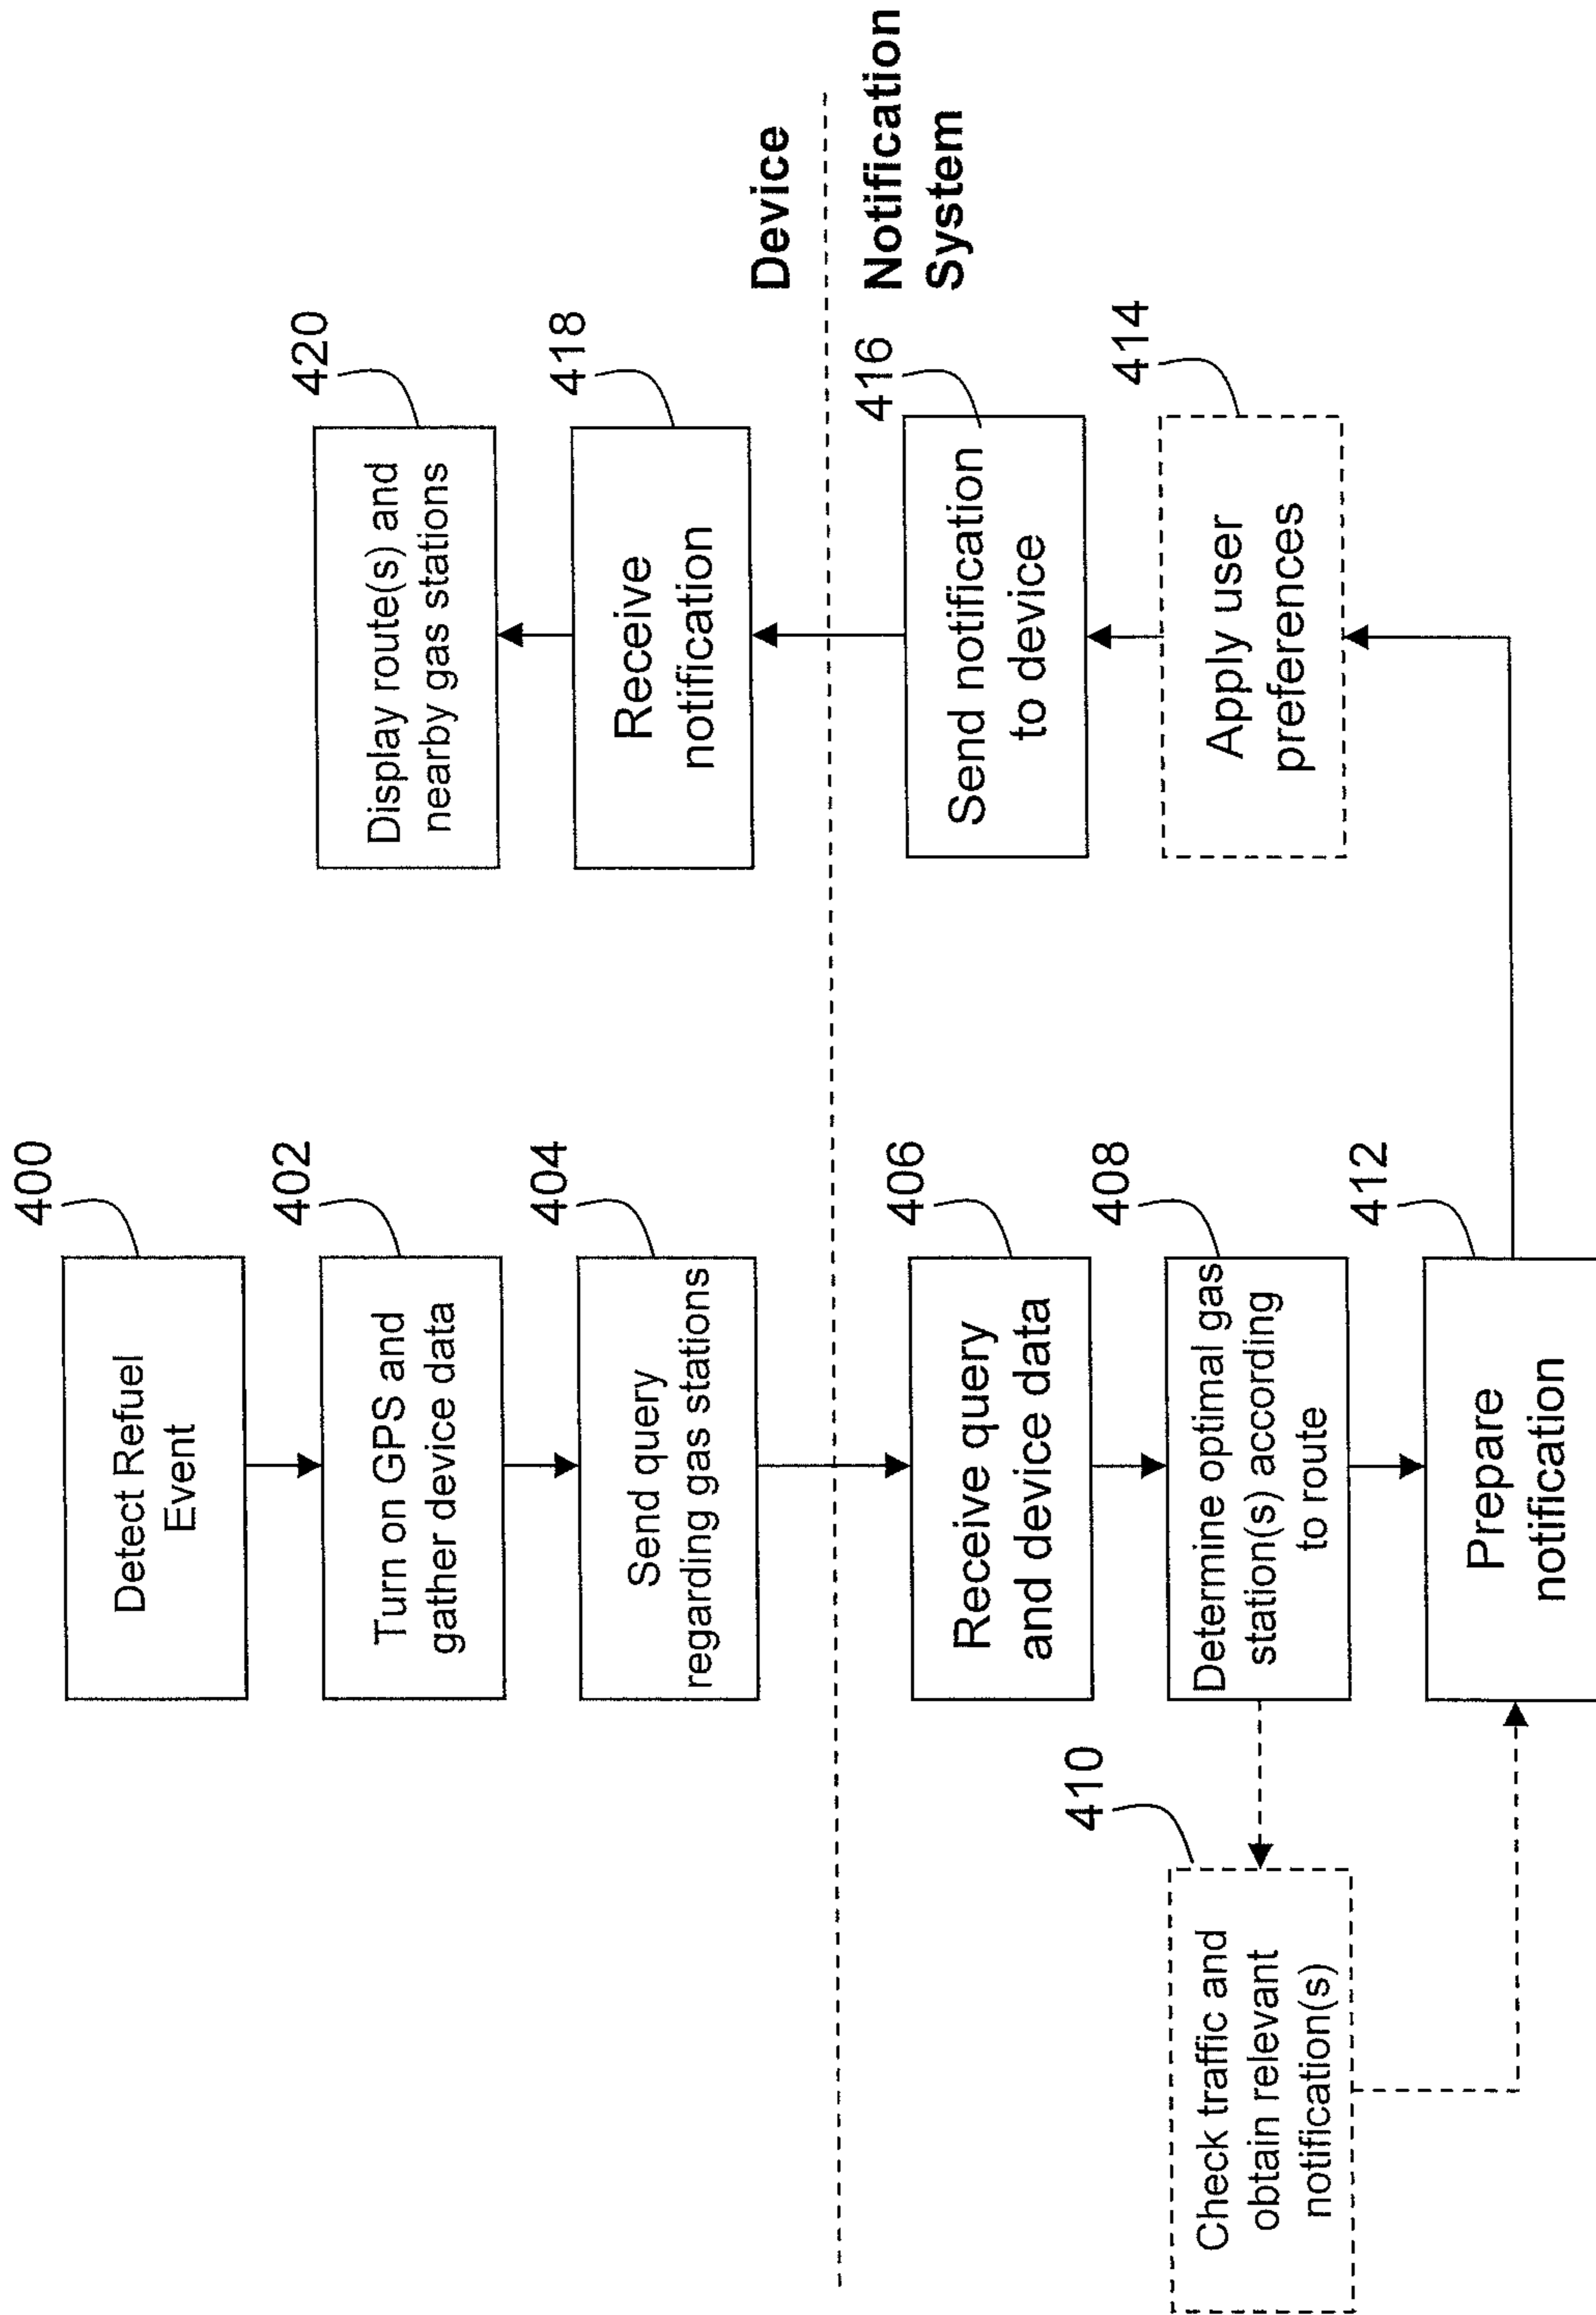 400
Detect Refuel
Event
402
Turn on GPS and
gather device data
404
Send query
regarding gas stations
406
Receive query
and device data
408
Determine optimal gas
station(s) according
to route
410
Check traffic and
obtain relevant
notification(s)
412
Prepare
notification
414
Apply user
preferences
416
Send notification
to device
418
Receive
notification
420
Display route(s) and
nearby gas stations
Device
Notification
System